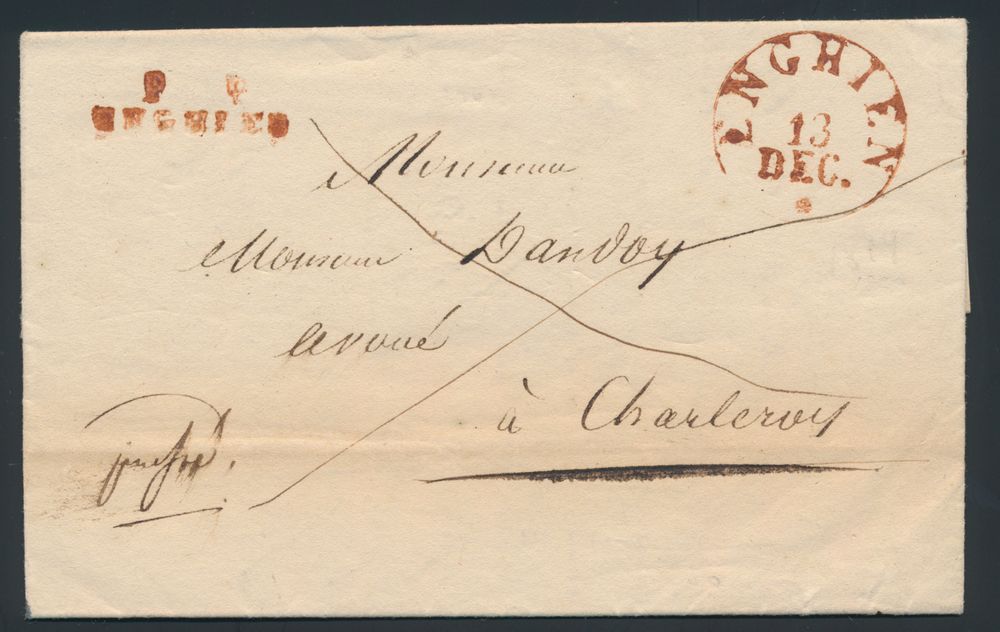 P P
ENGHIEN
ENGHIEN
13
DEC.
Monsieur
Monsieur Dandoy
avoué
à Charleroy